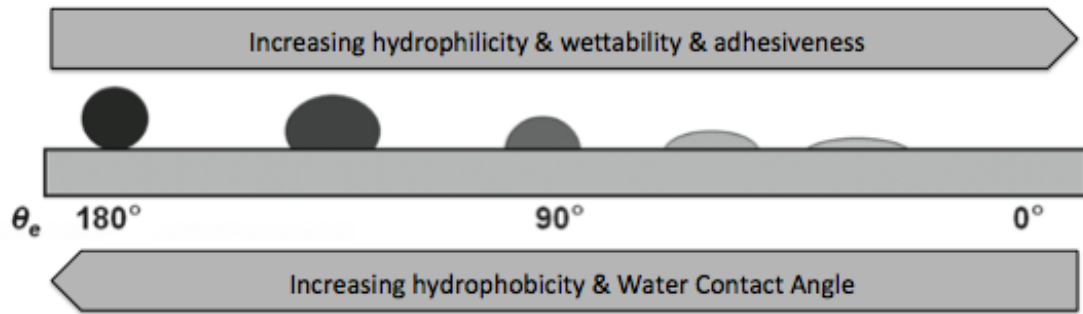 Increasing hydrophilicity & wettability & adhesiveness
θe 180° 90° 0°
Increasing hydrophobicity & Water Contact Angle